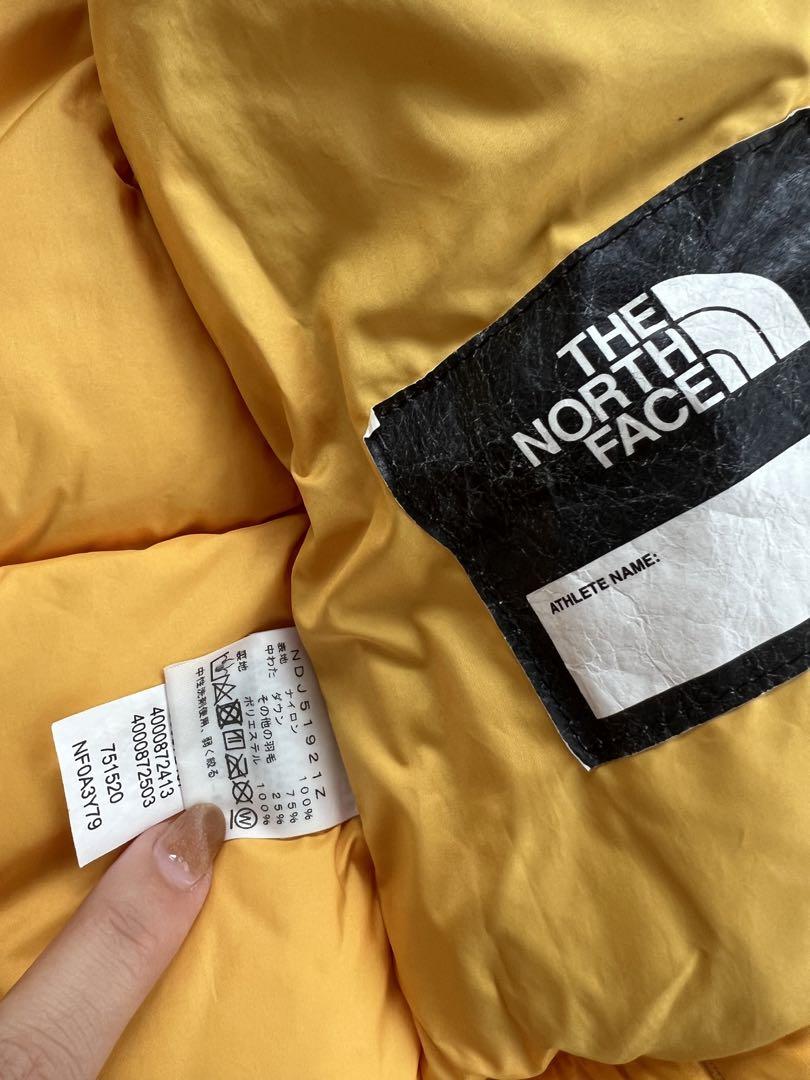 THE
NORTH
FACE
ATHLETE NAME:
NDJ51921Z
表地 ナイロン 100%
中わた ダウン 75%
その他の羽毛 25%
裏地 ポリエステル 100%
W
中性洗剤使用、弱く絞る
4000872413
4000872503
751520
NF0A3Y79